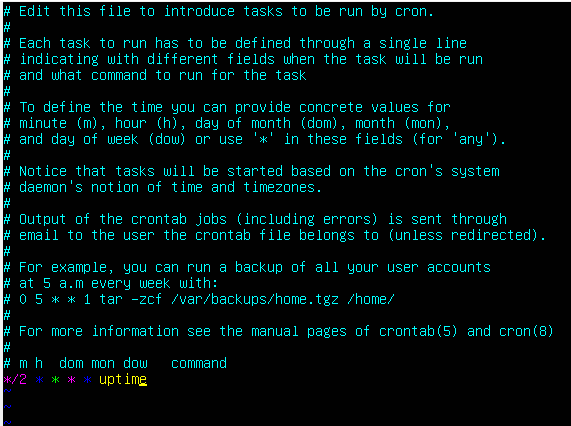 # Edit this file to introduce tasks to be run by cron.
#
# Each task to run has to be defined through a single line
# indicating with different fields when the task will be run
# and what command to run for the task
#
# To define the time you can provide concrete values for
# minute (m), hour (h), day of month (dom), month (mon),
# and day of week (dow) or use '*' in these fields (for 'any').
#
# Notice that tasks will be started based on the cron's system
# daemon's notion of time and timezones.
#
# Output of the crontab jobs (including errors) is sent through
# email to the user the crontab file belongs to (unless redirected).
#
# For example, you can run a backup of all your user accounts
# at 5 a.m every week with:
# 0 5 * * 1 tar -zcf /var/backups/home.tgz /home/
#
# For more information see the manual pages of crontab(5) and cron(8)
#
# m h  dom mon dow   command
*/2 * * * * uptime
~
~
~